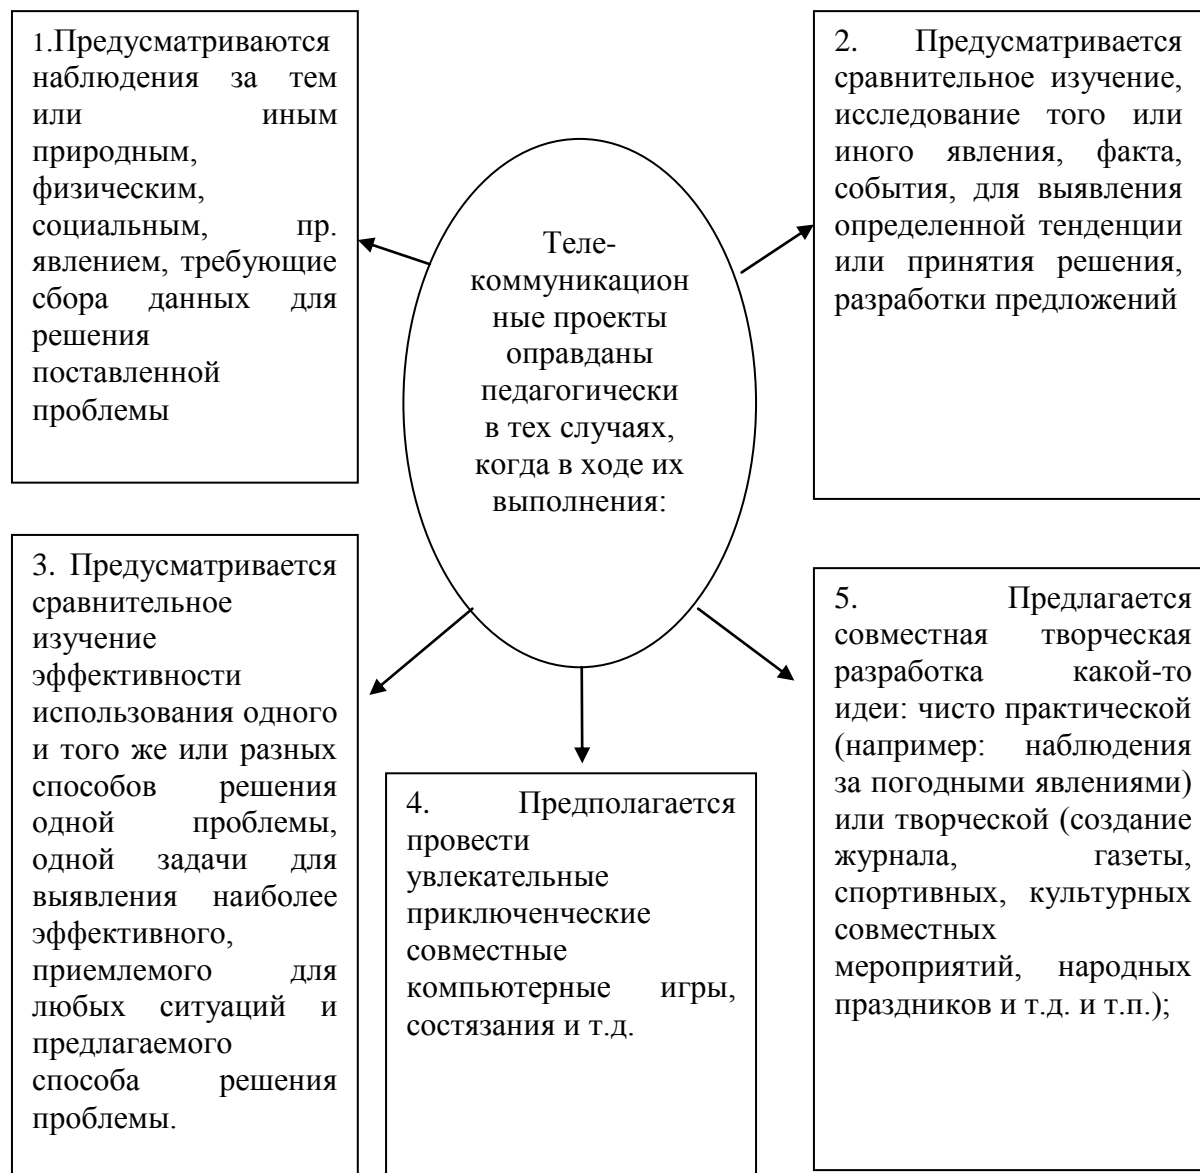 1.Предусматриваются
наблюдения за тем
или иным
природным,
физическим,
социальным, пр.
явлением, требующие
сбора данных для
решения
поставленной
проблемы
2. Предусматривается
сравнительное изучение,
исследование того или
иного явления, факта,
события, для выявления
определенной тенденции
или принятия решения,
разработки предложений
Теле-
коммуникацион
ные проекты
оправданы
педагогически
в тех случаях,
когда в ходе их
выполнения:
3. Предусматривается
сравнительное
изучение
эффективности
использования одного
и того же или разных
способов решения
одной проблемы,
одной задачи для
выявления наиболее
эффективного,
приемлемого для
любых ситуаций и
предлагаемого
способа решения
проблемы.
4. Предполагается
провести
увлекательные
приключенческие
совместные
компьютерные игры,
состязания и т.д.
5. Предлагается
совместная творческая
разработка какой-то
идеи: чисто практической
(например: наблюдения
за погодными явлениями)
или творческой (создание
журнала, газеты,
спортивных, культурных
совместных
мероприятий, народных
праздников и т.д. и т.п.);